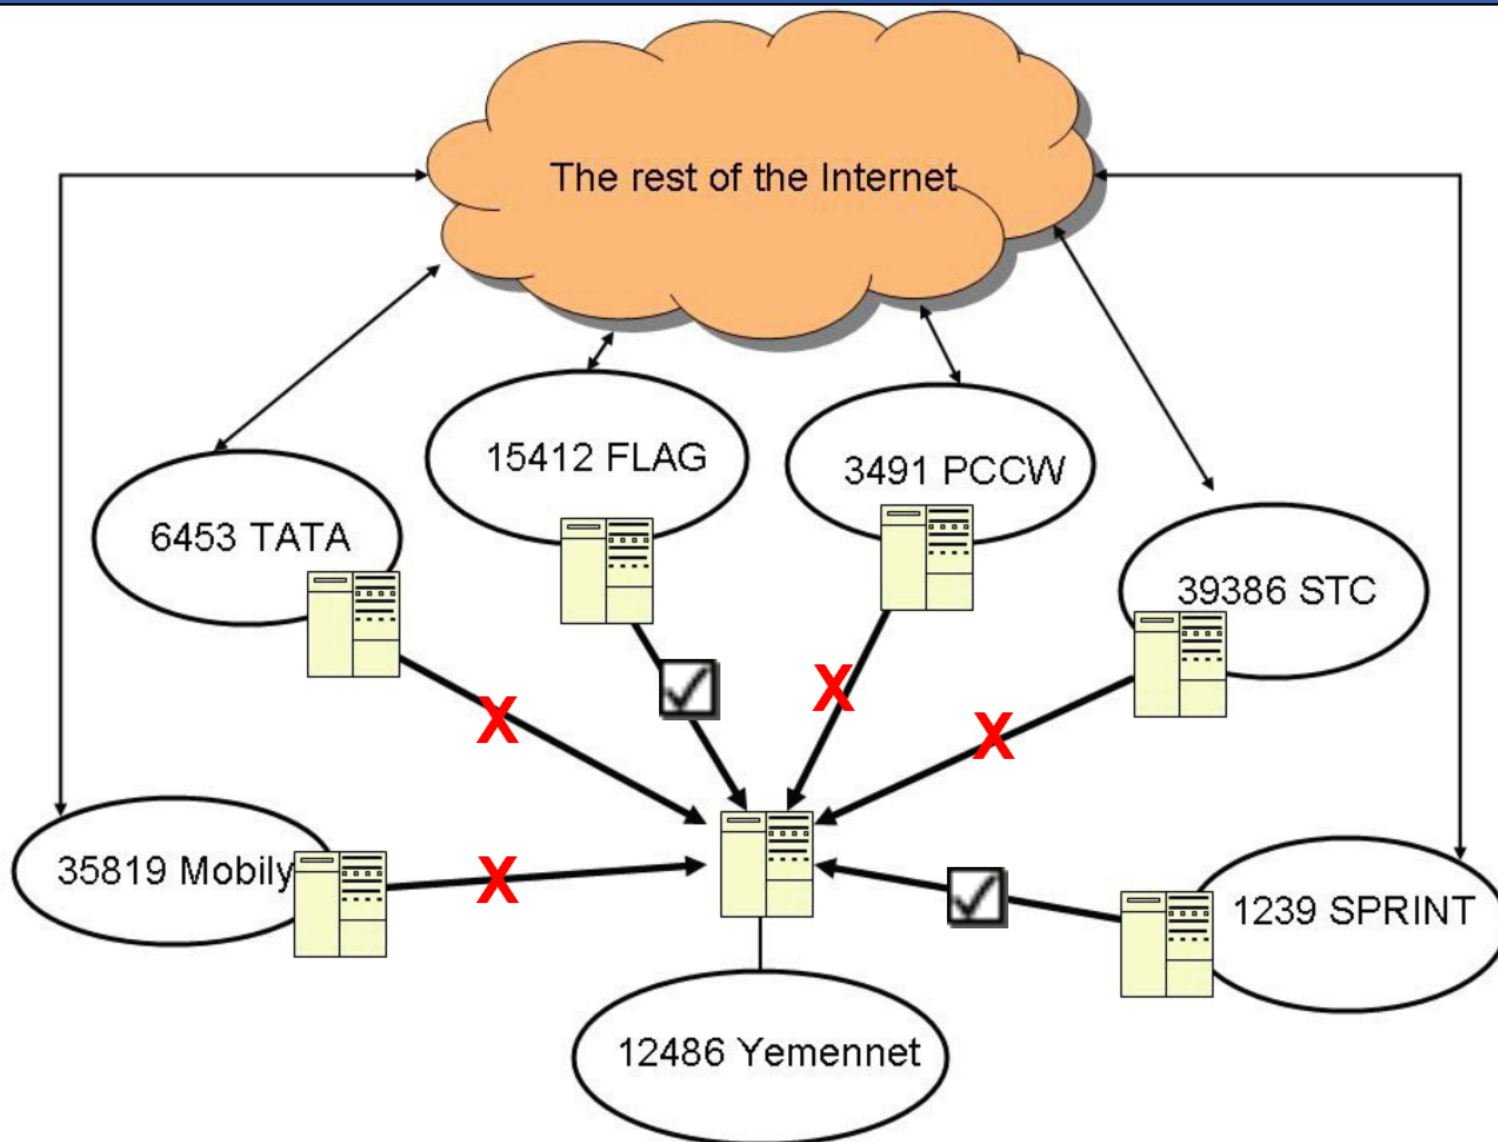 The rest of the Internet
15412 FLAG
3491 PCCW
6453 TATA
39386 STC
X
X
X
35819 Mobily
X
1239 SPRINT
12486 Yemennet